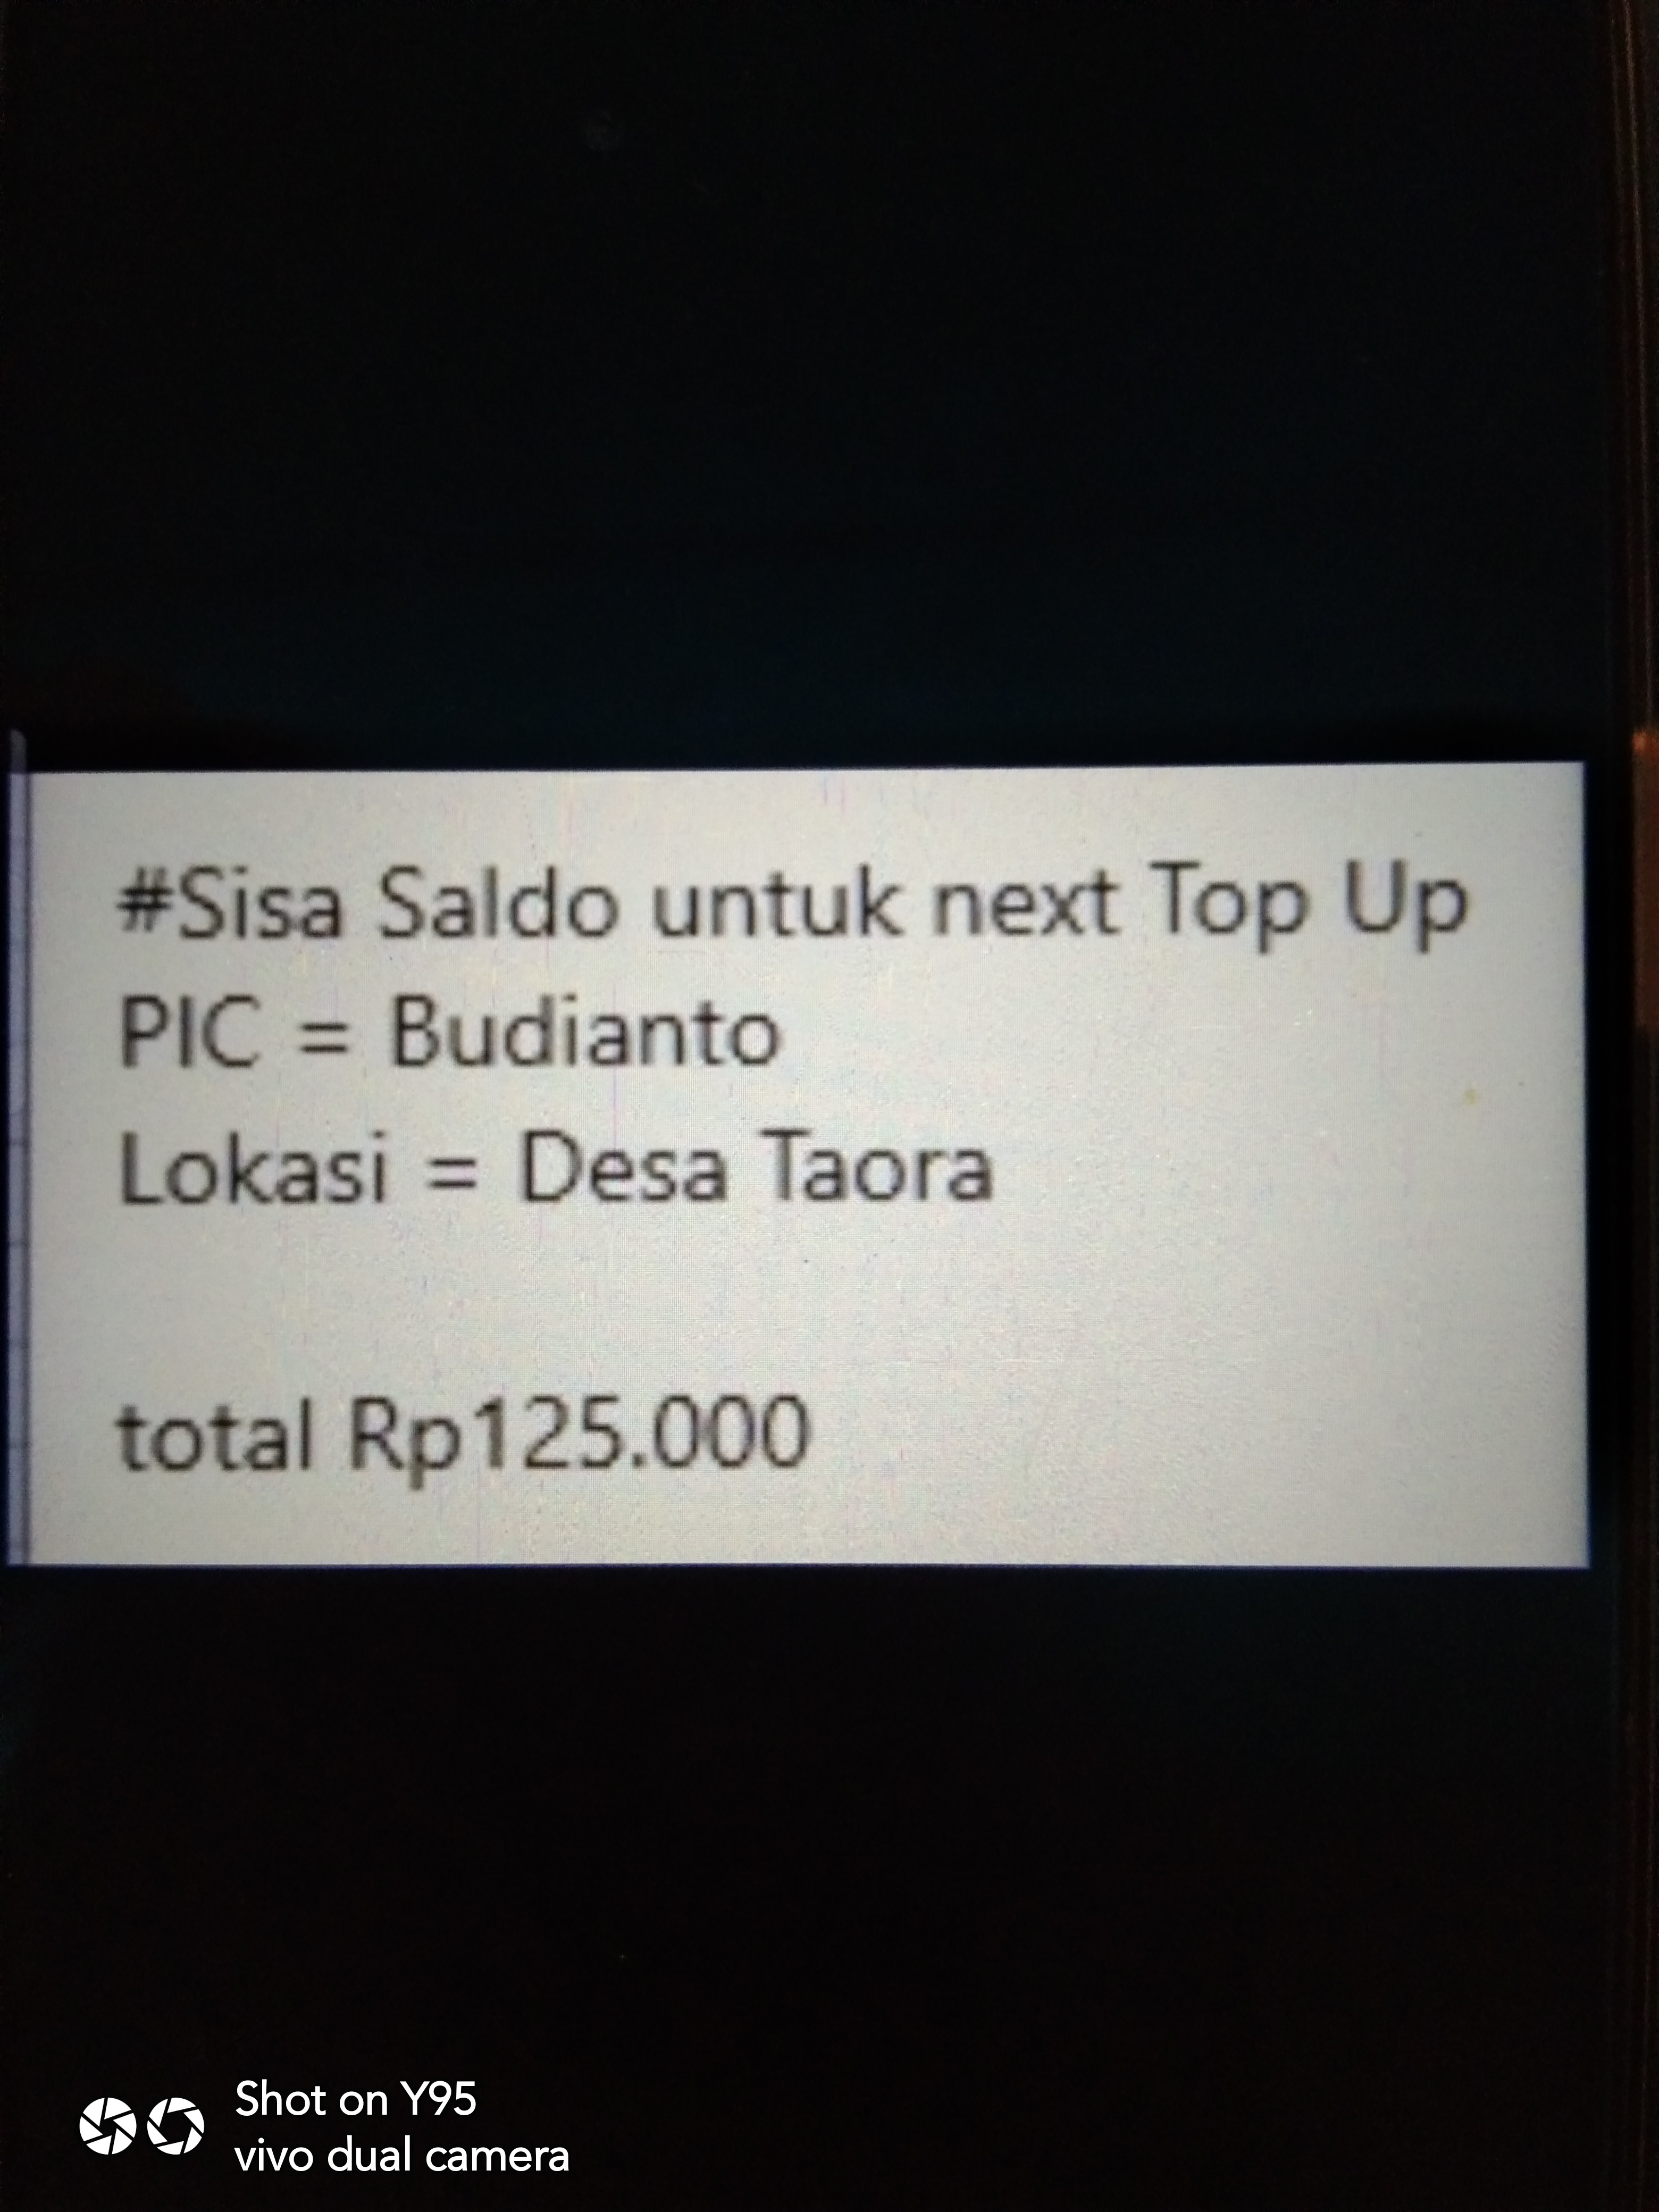 #Sisa Saldo untuk next Top Up
PIC = Budianto
Lokasi = Desa Taora
total Rp125.000
Shot on Y95
vivo dual camera